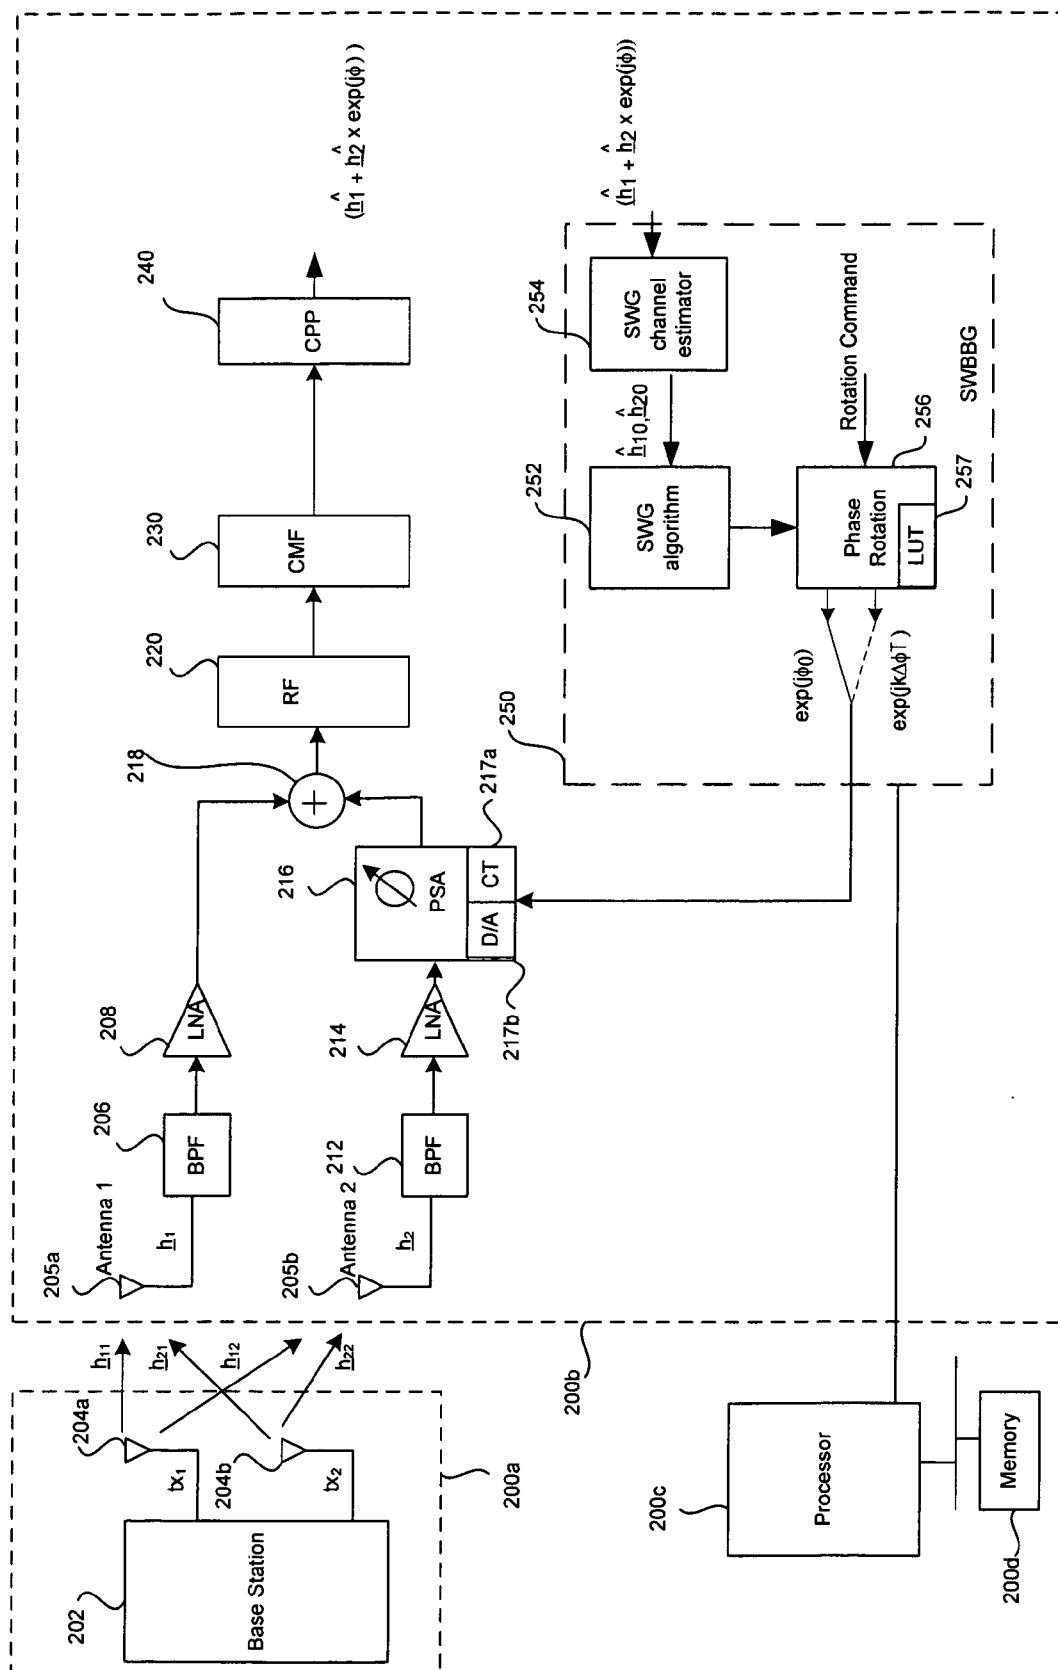 202
Base Station
204a
tx1
204b
tx2
200a
h11
h21
h12
h22
200b
205a
Antenna 1
h1
206
BPF
208
LNA
205b
Antenna 2
h2
212
BPF
214
LNA
216
PSA
D/A
CT
217b
217a
218
220
RF
230
CMF
240
CPP
(ĥ1 + ĥ2 x exp(jϕ))
250
exp(jϕ0)
exp(jkΔϕT)
252
SWG
algorithm
ĥ10,ĥ20
254
SWG
channel
estimator
(ĥ1 + ĥ2 x exp(jϕ))
Phase
Rotation
LUT
256
257
Rotation Command
SWBBG
200c
Processor
200d
Memory